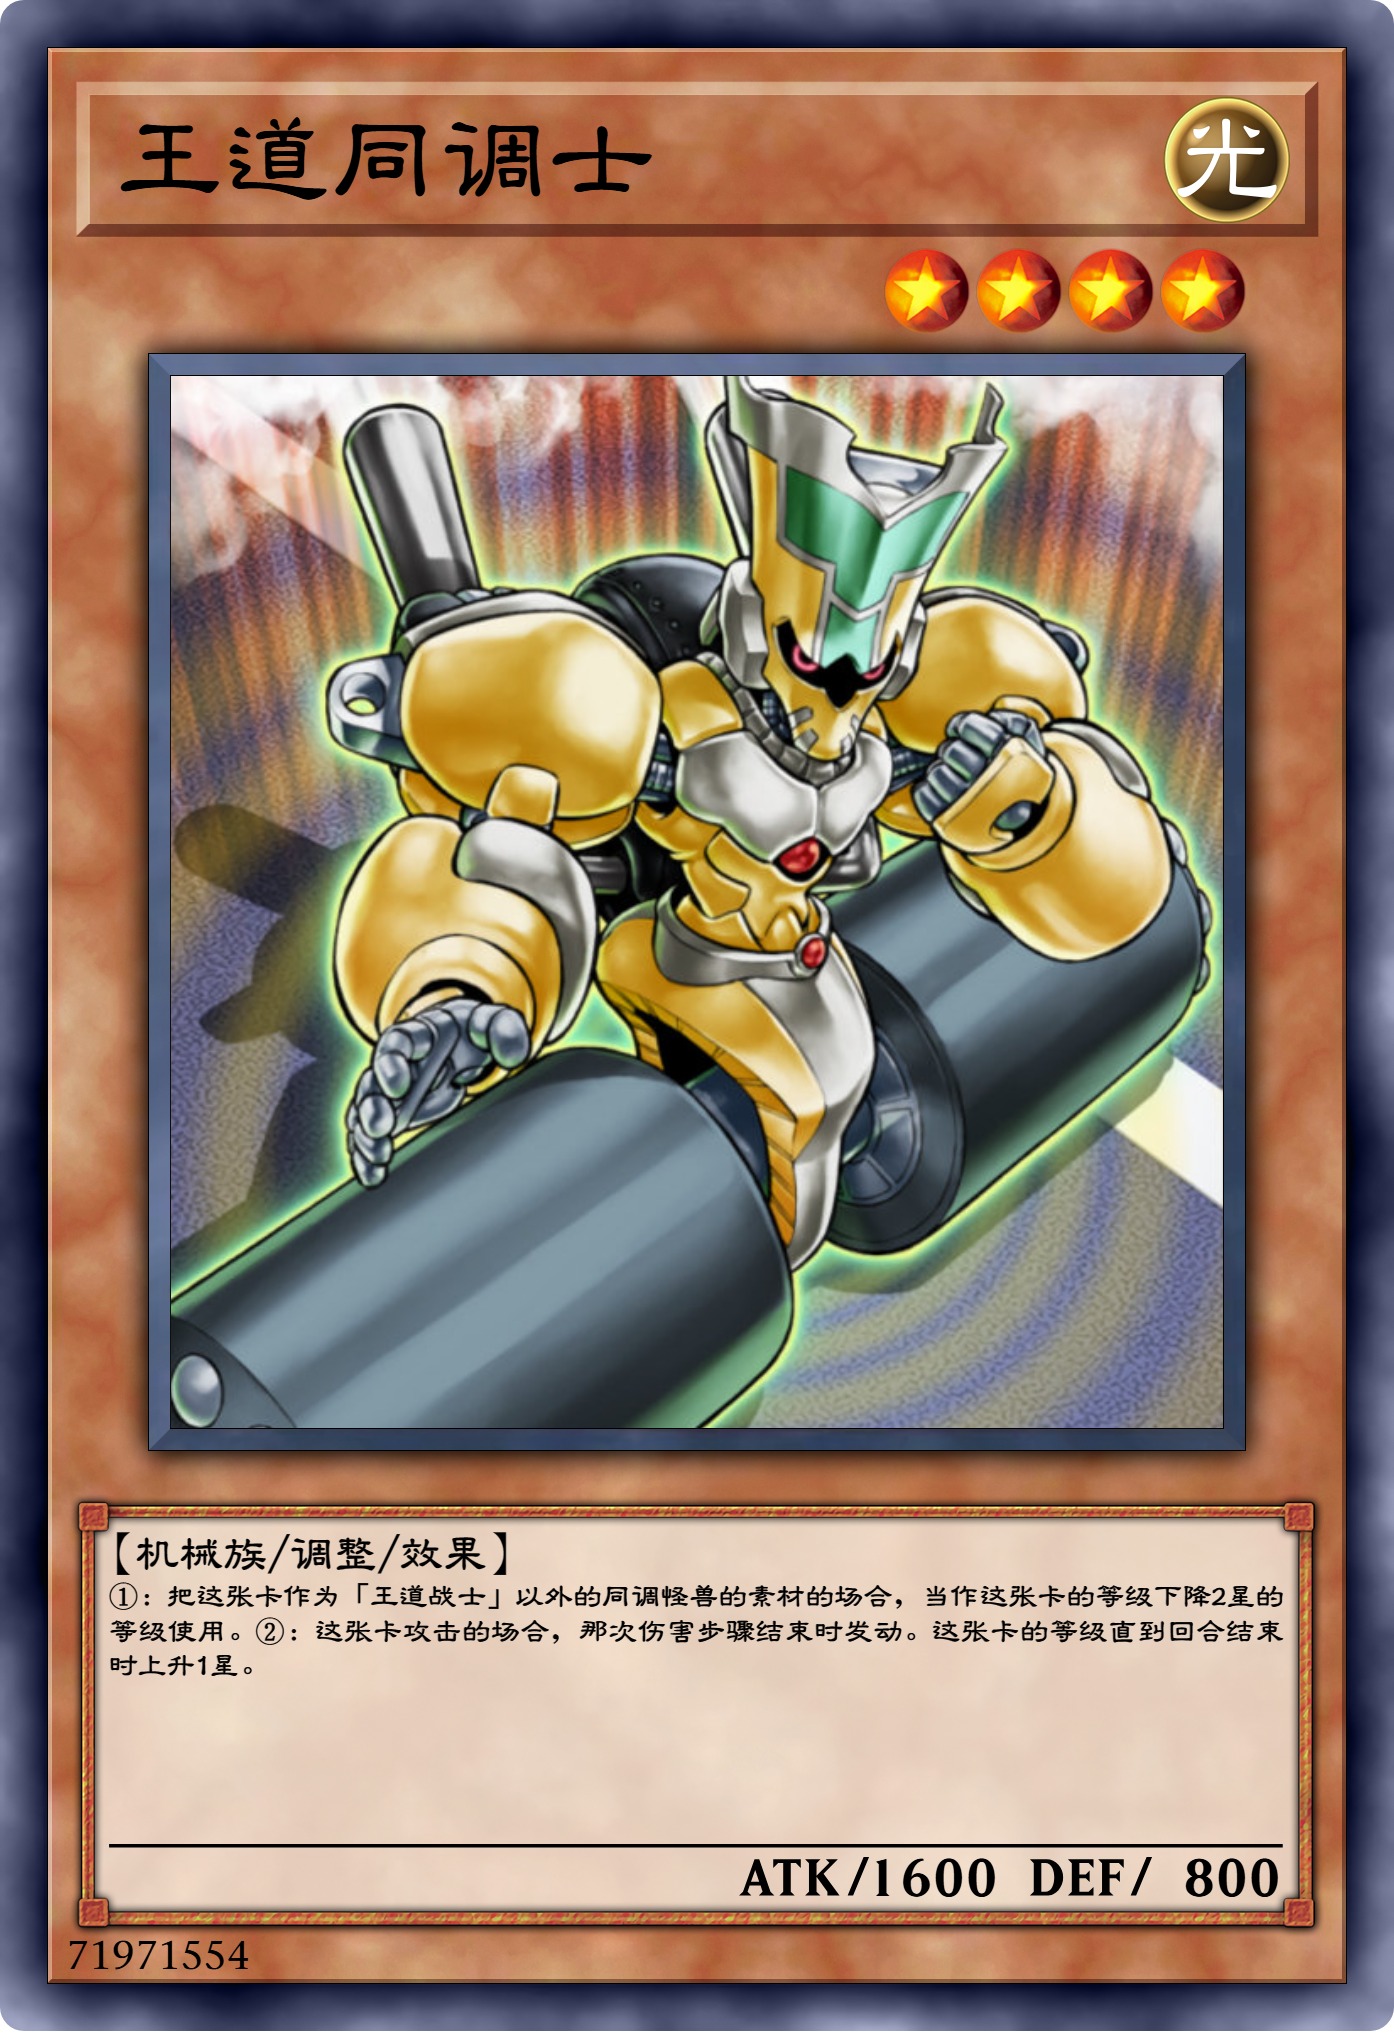 王道同调士
光
【机械族/调整/效果】
①：把这张卡作为「王道战士」以外的同调怪兽的素材的场合，当作这张卡的等级下降2星的
等级使用。②：这张卡攻击的场合，那次伤害步骤结束时发动。这张卡的等级直到回合结束
时上升1星。
ATK/1600 DEF/ 800
71971554